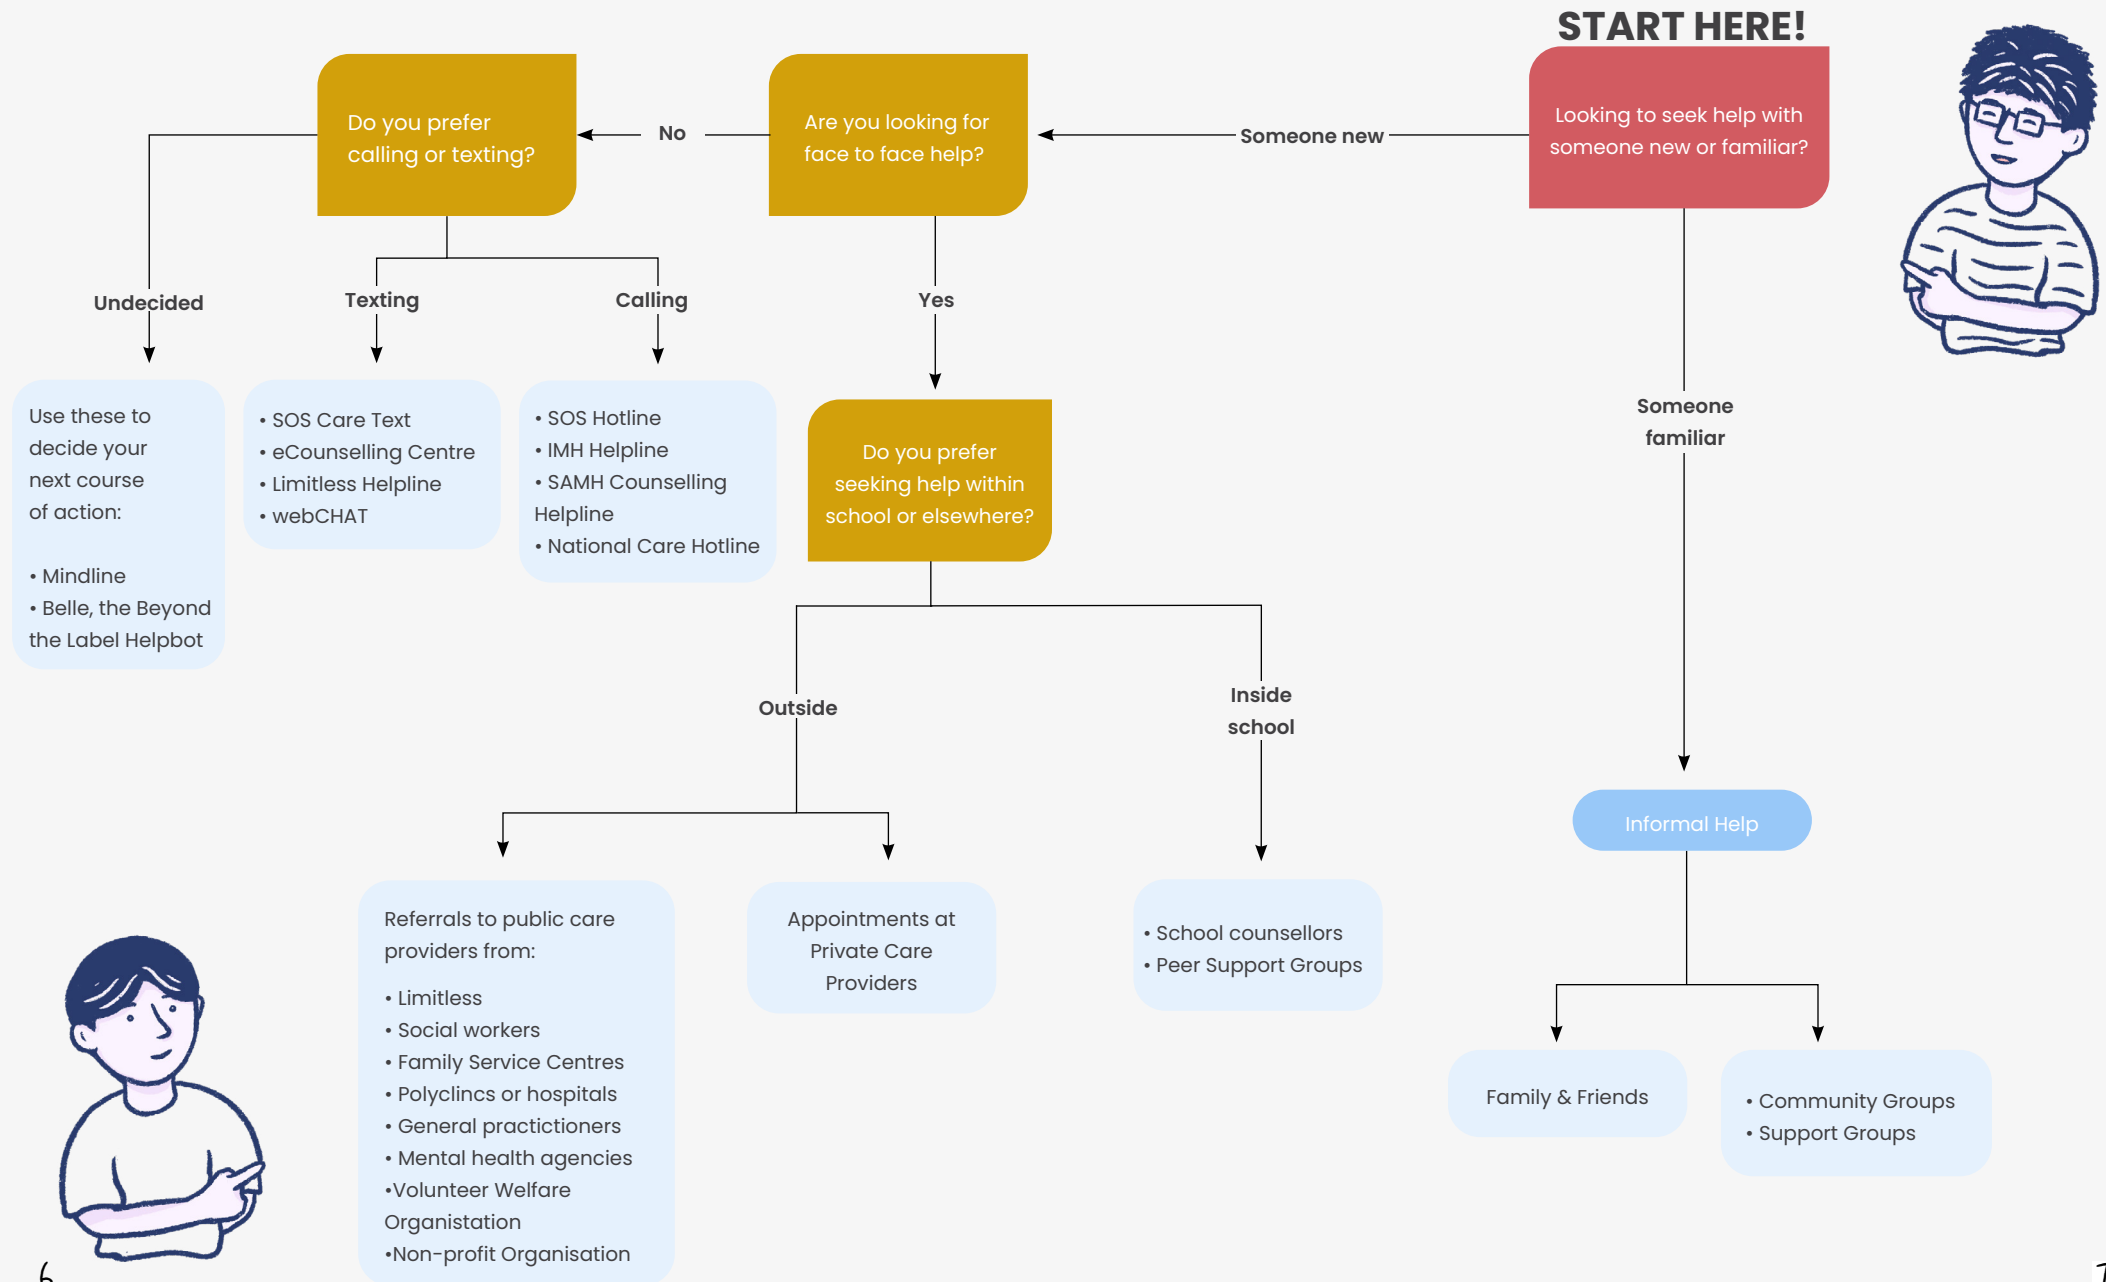 START HERE!
Looking to seek help with
someone new or familiar?
Someone new
Are you looking for
face to face help?
No
Do you prefer
calling or texting?
Undecided
Texting
Calling
Yes
Someone
familiar
Use these to
decide your
next course
of action:
• Mindline
• Belle, the Beyond
the Label Helpbot
• SOS Care Text
• eCounselling Centre
• Limitless Helpline
• webCHAT
• SOS Hotline
• IMH Helpline
• SAMH Counselling
Helpline
• National Care Hotline
Do you prefer
seeking help within
school or elsewhere?
Outside
Inside
school
Informal Help
Referrals to public care
providers from:
• Limitless
• Social workers
• Family Service Centres
• Polyclincs or hospitals
• General practictioners
• Mental health agencies
•Volunteer Welfare
Organistation
•Non-profit Organisation
Appointments at
Private Care
Providers
• School counsellors
• Peer Support Groups
Family & Friends
• Community Groups
• Support Groups